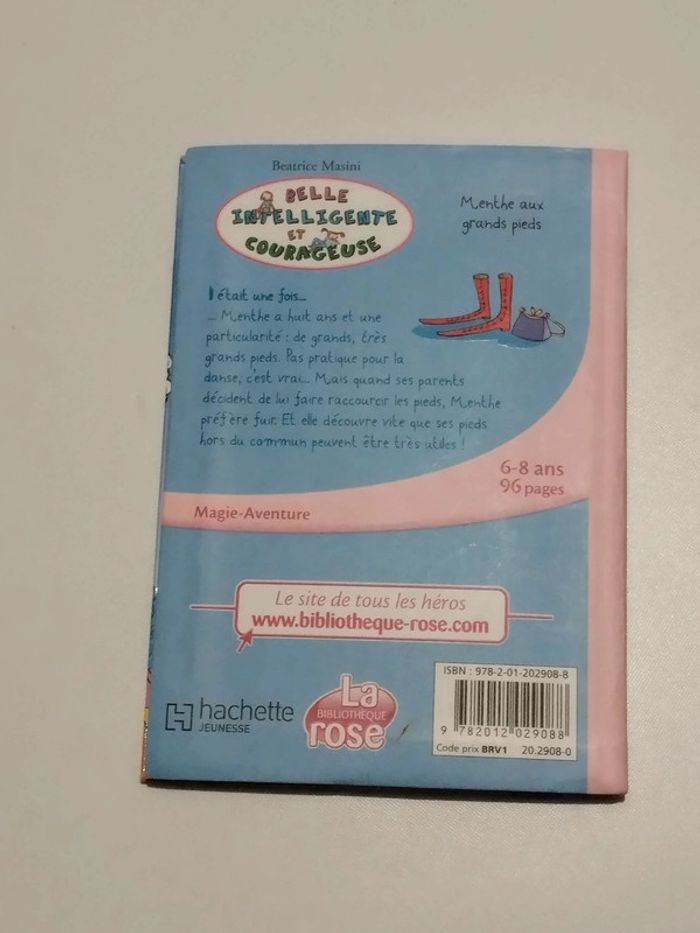 Beatrice Masini
BELLE
INTELLIGENTE
ET
COURAGEUSE
Menthe aux
grands pieds
Il était une fois...
... Menthe a huit ans et une
particularité : de grands, très
grands pieds. Pas pratique pour la
danse, c'est vrai... Mais quand ses parents
décident de lui faire raccourcir les pieds, Menthe
préfère fuir. Et elle découvre vite que ses pieds
hors du commun peuvent être très utiles !
6-8 ans
96 pages
Magie-Aventure
Le site de tous les héros
www.bibliotheque-rose.com
hachette
JEUNESSE
La
BIBLIOTHÈQUE
rose
ISBN : 978-2-01-202908-8
9 782012 029088
Code prix BRV1 20.2908-0